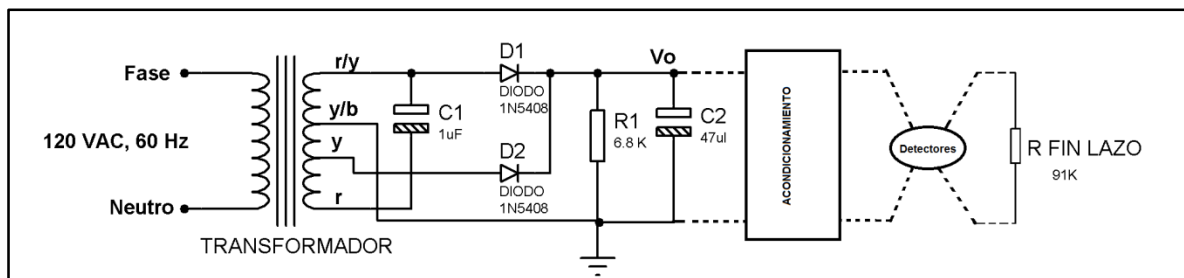 Fase
120 VAC, 60 Hz
Neutro
TRANSFORMADOR
r/y
y/b
y
r
C1
1uF
D1
DIODO
1N5408
D2
DIODO
1N5408
R1
6.8 K
Vo
C2
47ul
ACONDICIONAMIENTO
Detectores
R FIN LAZO
91K